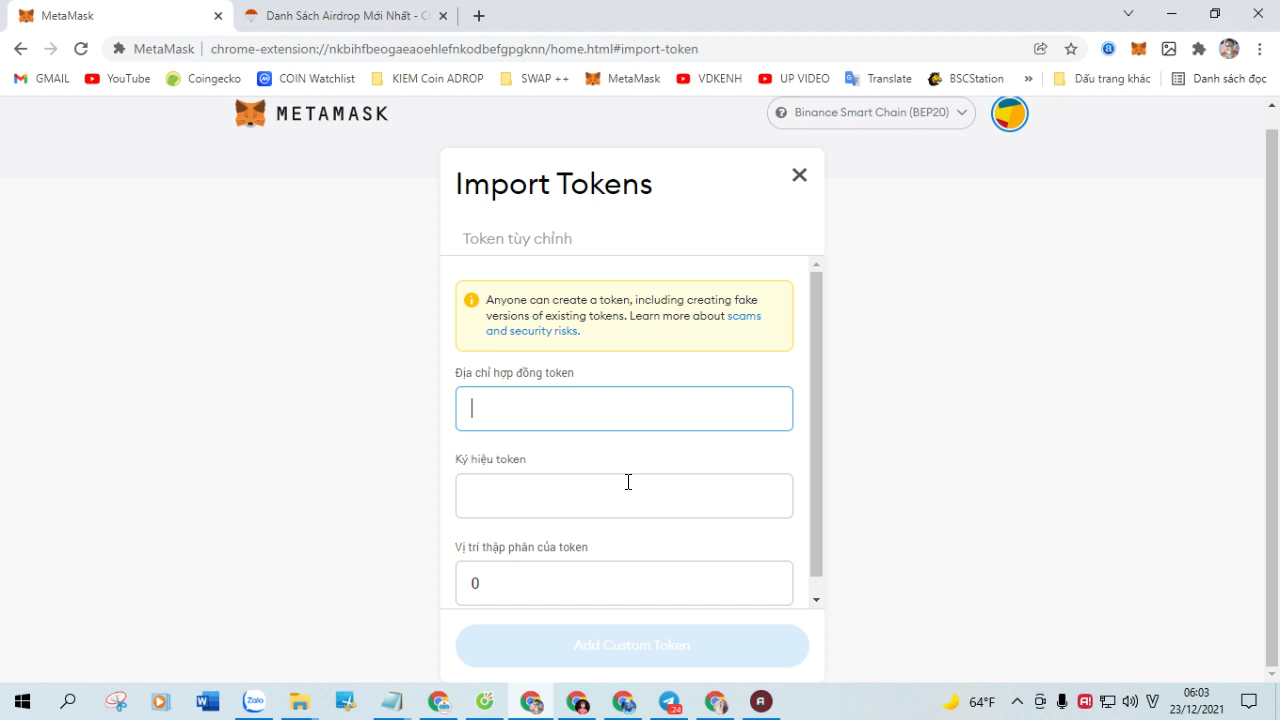 MetaMask
Danh Sách Airdrop Mới Nhất - C
MetaMask
chrome-extension://nkbihfbeogaeaoehlefnkodbefgpgknn/home.html#import-token
GMAIL
YouTube
Coingecko
COIN Watchlist
KIEM Coin ADROP
SWAP ++
MetaMask
VDKENH
UP VIDEO
Translate
BSCStation
»
Dấu trang khác
Danh sách đọc
METAMASK
Binance Smart Chain (BEP20)
Import Tokens
Token tùy chỉnh
Anyone can create a token, including creating fake
versions of existing tokens. Learn more about scams
and security risks.
Địa chỉ hợp đồng token
Ký hiệu token
Vị trí thập phân của token
0
Add Custom Token
Zalo
24
64°F
06:03
23/12/2021